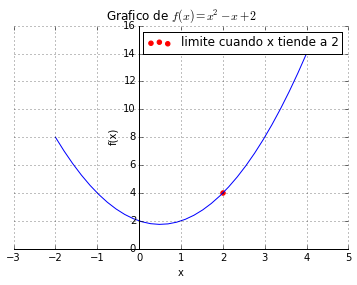 Grafico de f(x)=x²−x+2
limite cuando x tiende a 2
f(x)
16
14
12
10
8
6
4
2
0
−3 −2 −1 0 1 2 3 4 5
x